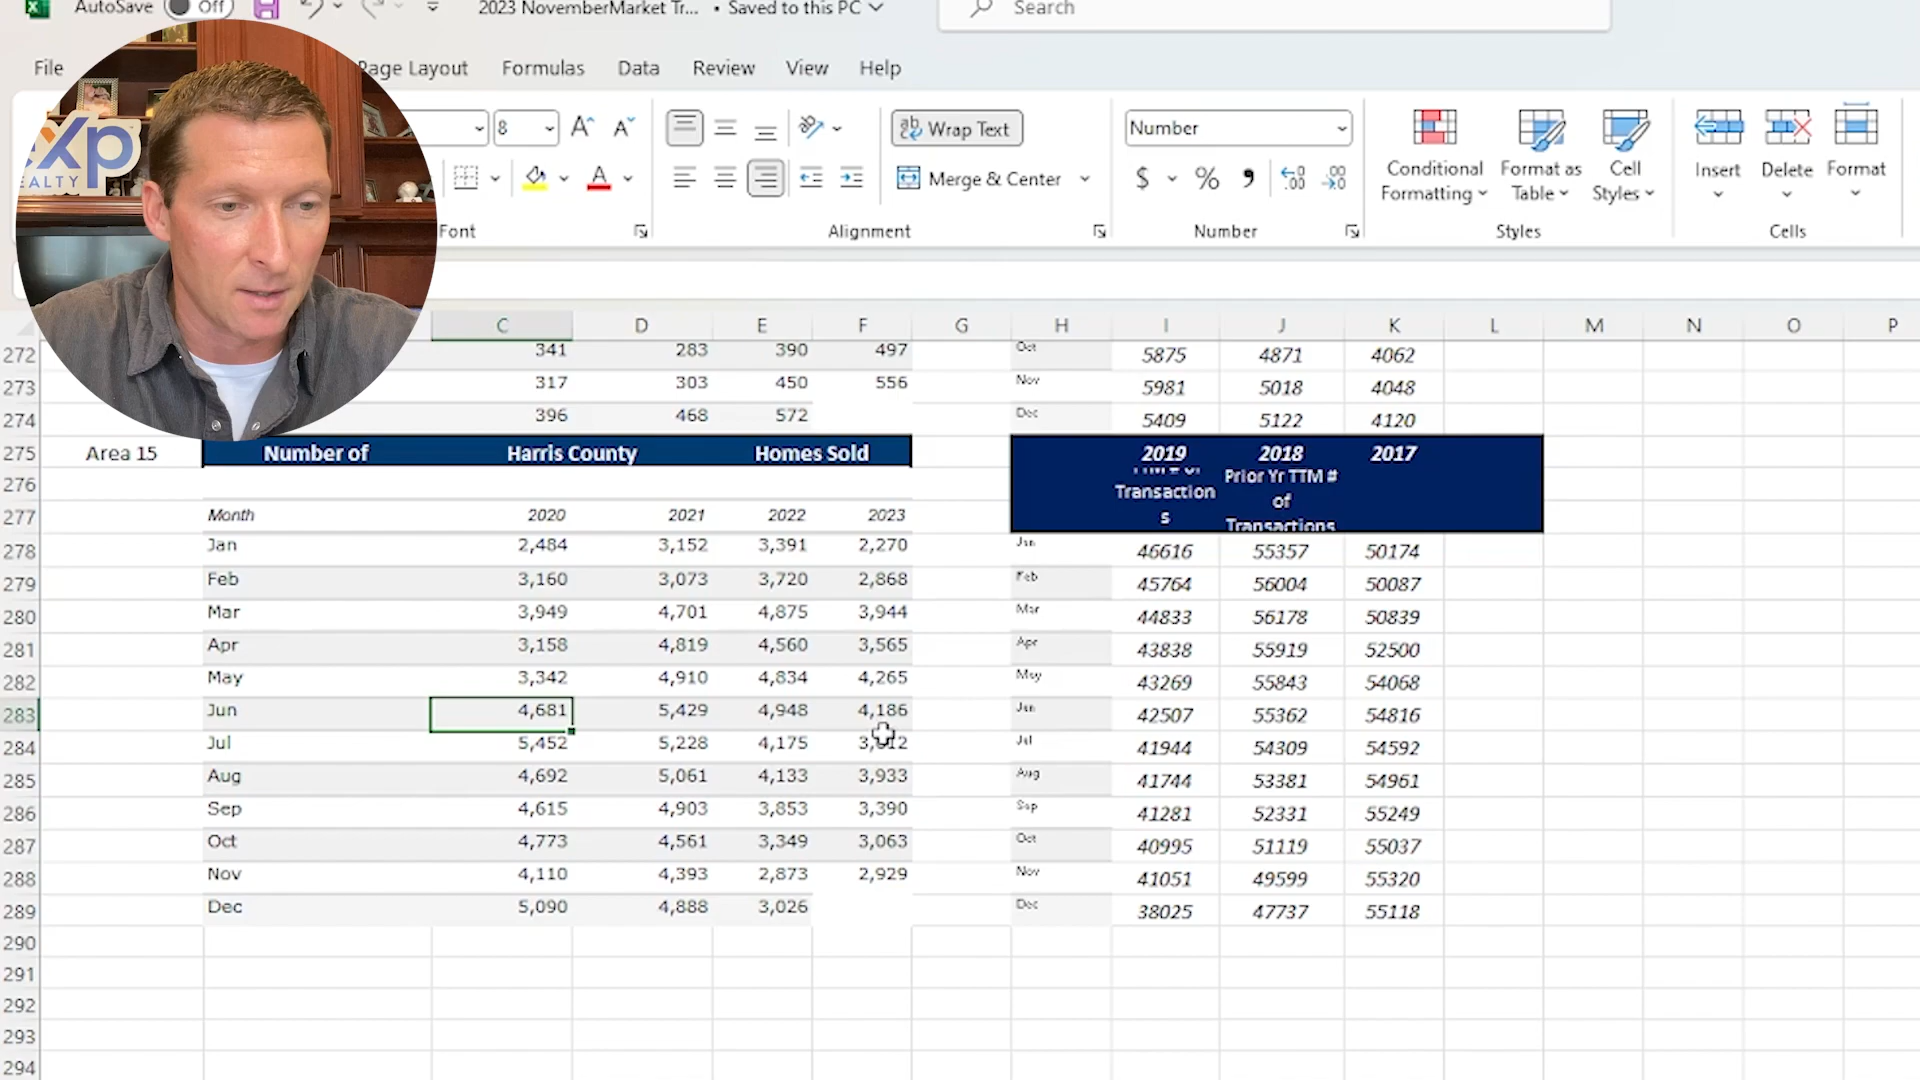 AutoSave Off 2023 NovemberMarket Tr... • Saved to this PC Search
File Page Layout Formulas Data Review View Help
8 Wrap Text Number
Merge & Center $ % Conditional Formatting Format as Table Cell Styles Insert Delete Format
Font Alignment Number Styles Cells
exp
REALTY
C D E F G H I J K L M N O P
272 341 283 390 497 Oct 5875 4871 4062
273 317 303 450 556 Nov 5981 5018 4048
274 396 468 572 Dec 5409 5122 4120
275 Area 15 Number of Harris County Homes Sold 2019 2018 2017
276 Transactions Prior Yr TTM # of Transactions
277 Month 2020 2021 2022 2023
278 Jan 2,484 3,152 3,391 2,270 Jan 46616 55357 50174
279 Feb 3,160 3,073 3,720 2,868 Feb 45764 56004 50087
280 Mar 3,949 4,701 4,875 3,944 Mar 44833 56178 50839
281 Apr 3,158 4,819 4,560 3,565 Apr 43838 55919 52500
282 May 3,342 4,910 4,834 4,265 May 43269 55843 54068
283 Jun 4,681 5,429 4,948 4,186 Jun 42507 55362 54816
284 Jul 5,452 5,228 4,175 Jul 41944 54309 54592
285 Aug 4,692 5,061 4,133 3,933 Aug 41744 53381 54961
286 Sep 4,615 4,903 3,853 3,390 Sep 41281 52331 55249
287 Oct 4,773 4,561 3,349 3,063 Oct 40995 51119 55037
288 Nov 4,110 4,393 2,873 2,929 Nov 41051 49599 55320
289 Dec 5,090 4,888 3,026 Dec 38025 47737 55118
290
291
292
293
294